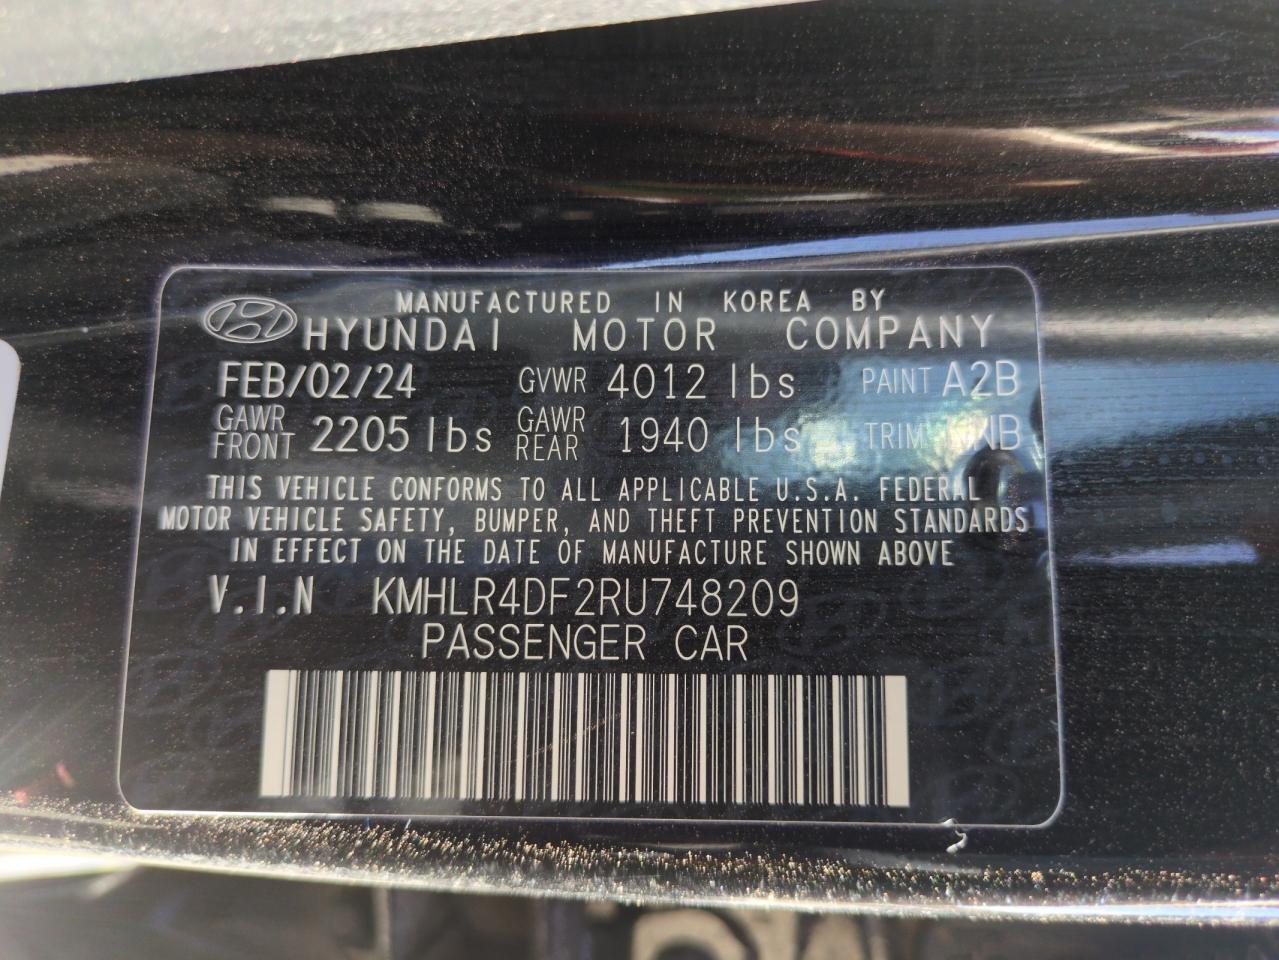 MANUFACTURED IN KOREA BY
HYUNDAI MOTOR COMPANY
FEB/02/24 GVWR 4012 lbs PAINT A2B
GAWR FRONT 2205 lbs GAWR REAR 1940 lbs TRIM NNB
THIS VEHICLE CONFORMS TO ALL APPLICABLE U.S.A. FEDERAL
MOTOR VEHICLE SAFETY, BUMPER, AND THEFT PREVENTION STANDARDS
IN EFFECT ON THE DATE OF MANUFACTURE SHOWN ABOVE
V.I.N KMHLR4DF2RU748209
PASSENGER CAR